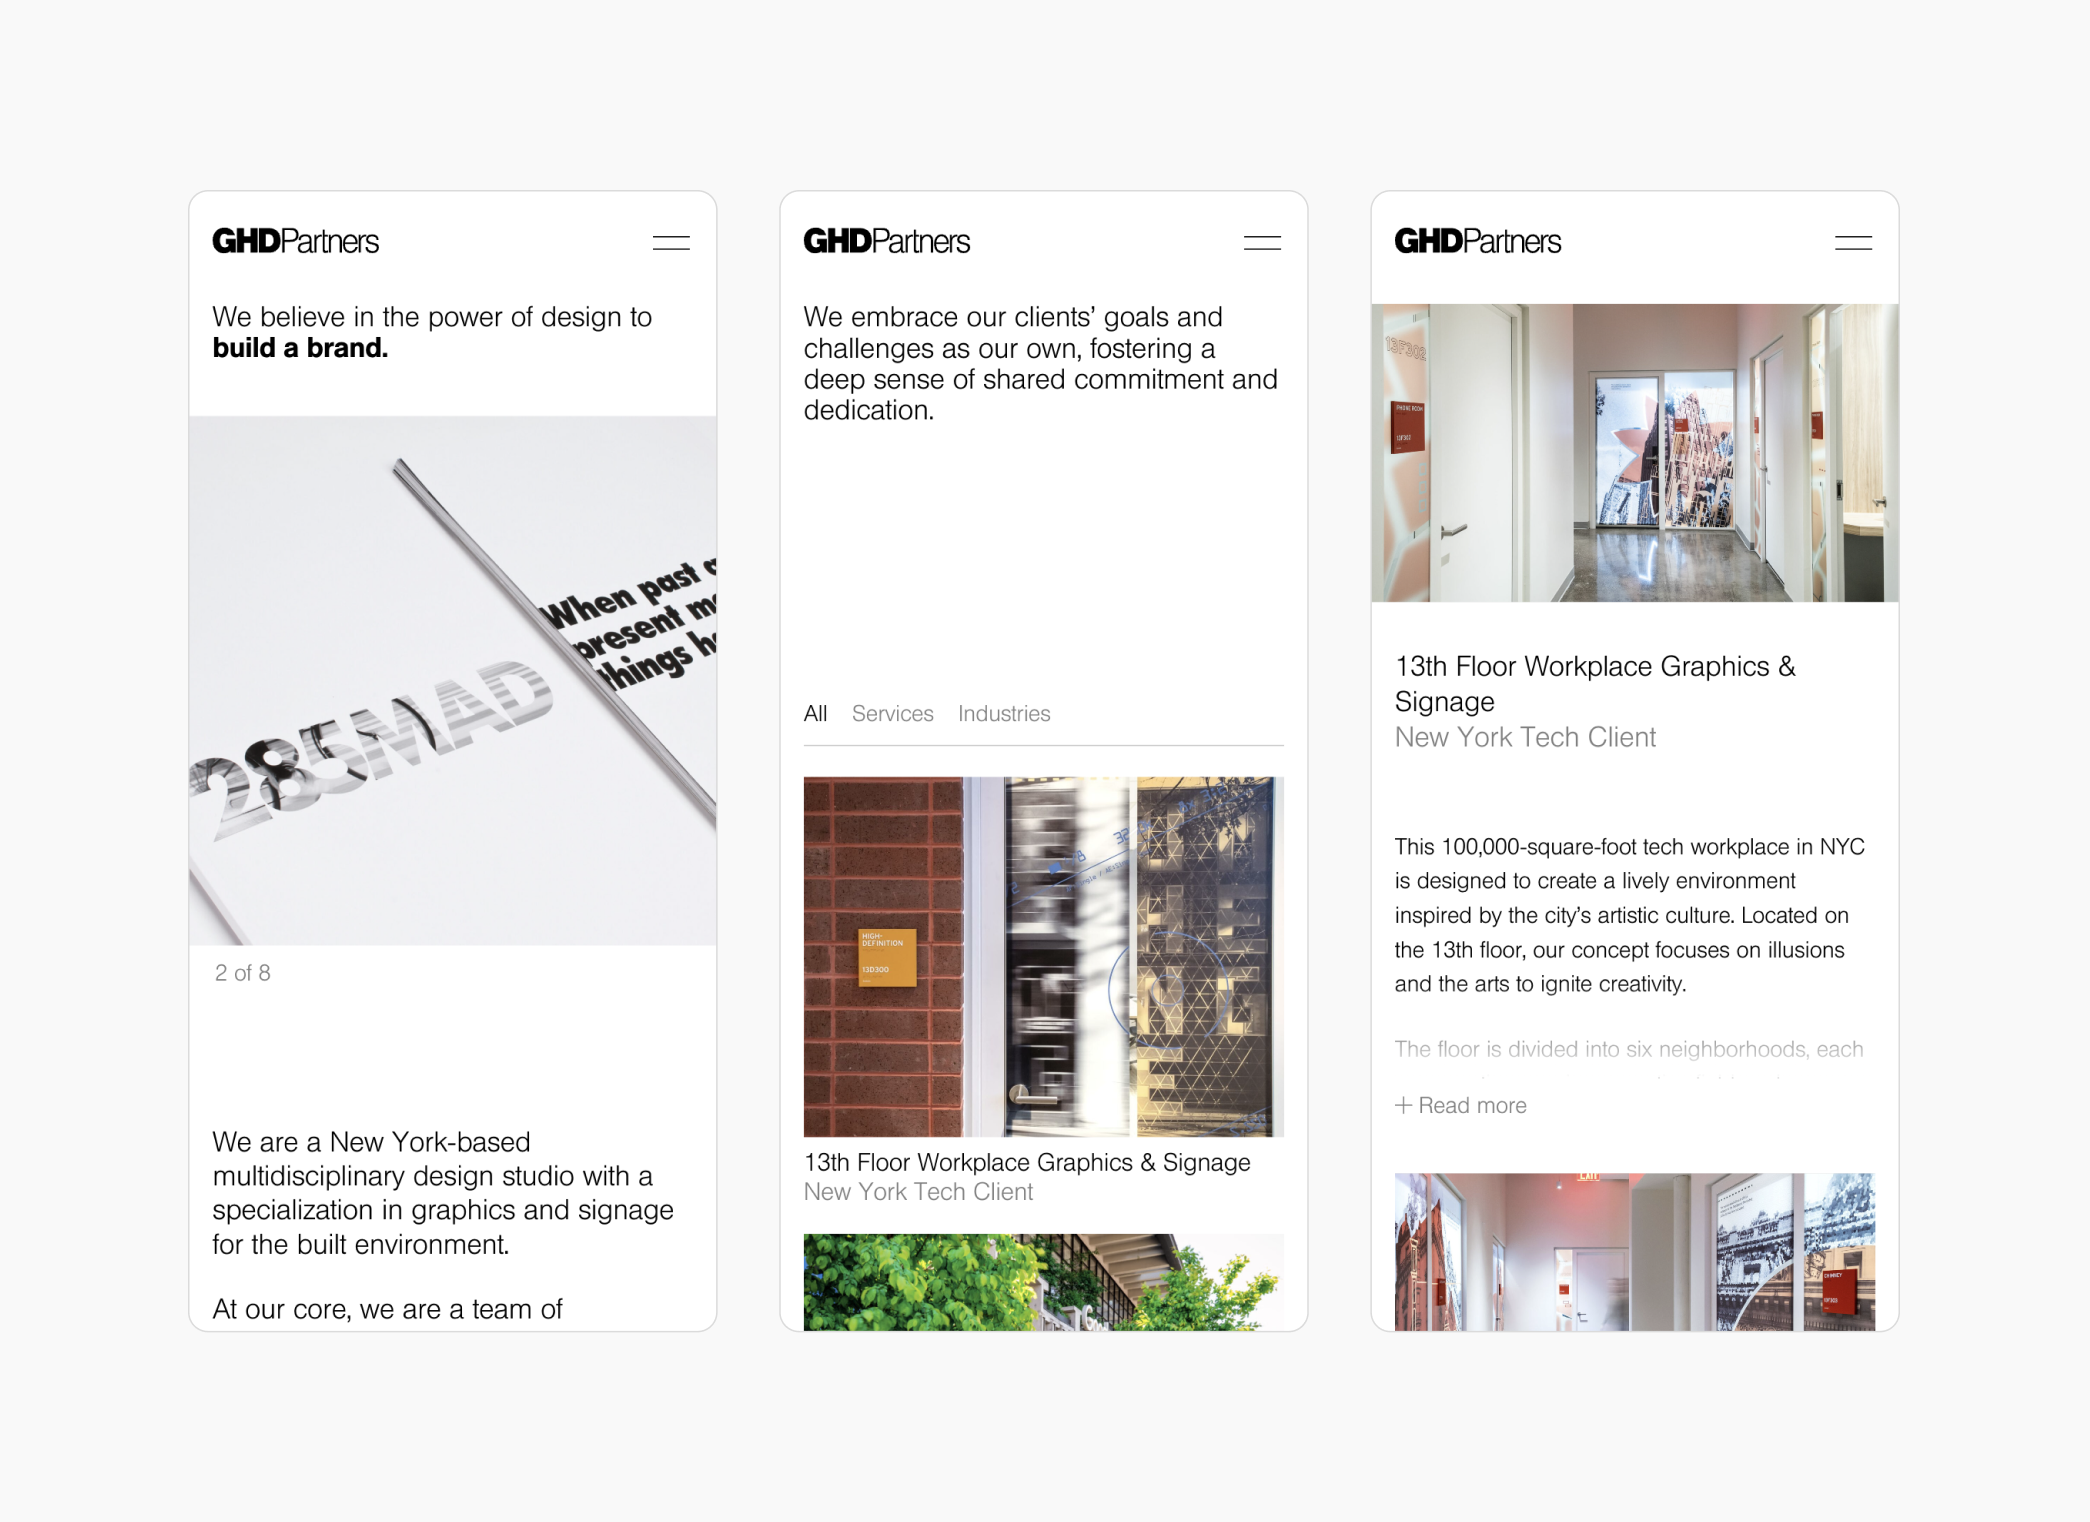 GHDPartners
We believe in the power of design to
build a brand.
When past
present
things
285MAD
2 of 8
We are a New York-based
multidisciplinary design studio with a
specialization in graphics and signage
for the built environment.
At our core, we are a team of
GHDPartners
We embrace our clients’ goals and
challenges as our own, fostering a
deep sense of shared commitment and
dedication.
All Services Industries
HIGH-
DEFINITION
13D300
13th Floor Workplace Graphics & Signage
New York Tech Client
GHDPartners
13F302
PHONE ROOM
13F302
13th Floor Workplace Graphics &
Signage
New York Tech Client
This 100,000-square-foot tech workplace in NYC
is designed to create a lively environment
inspired by the city’s artistic culture. Located on
the 13th floor, our concept focuses on illusions
and the arts to ignite creativity.
The floor is divided into six neighborhoods, each
+ Read more
EXIT